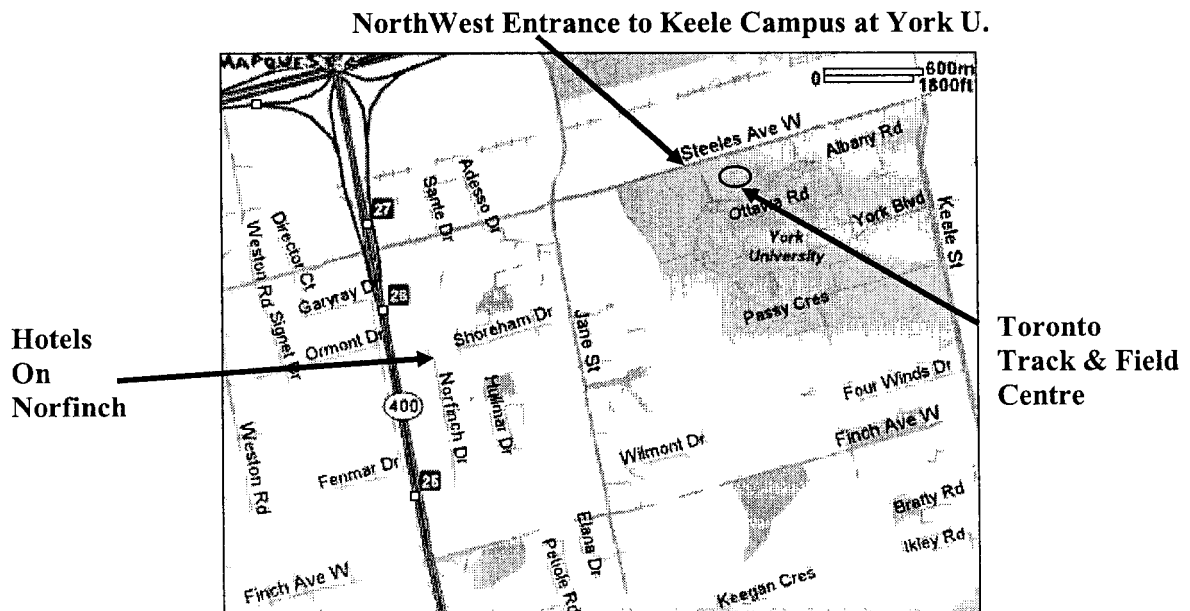 NorthWest Entrance to Keele Campus at York U.
MAPQUEST
0 600m
1800ft
Steeles Ave W
Albany Rd
Adesso Dr
Sante Dr
Ottawa Rd
York Blvd
Keele St
27
Director Ct
Weston Rd
York
University
Garyray Dr
28
Signet Dr
Passy Cres
Shoreham Dr
Jane St
Ormont Dr
Hotels
On
Norfinch
Toronto
Track & Field
Centre
400
Norfinch Dr
Hullmar Dr
Four Winds Dr
Finch Ave W
Weston Rd
Wilmont Dr
Fenmar Dr
25
Bratty Rd
Elana Dr
Ikley Rd
Petiole Rd
Finch Ave W
Keegan Cres